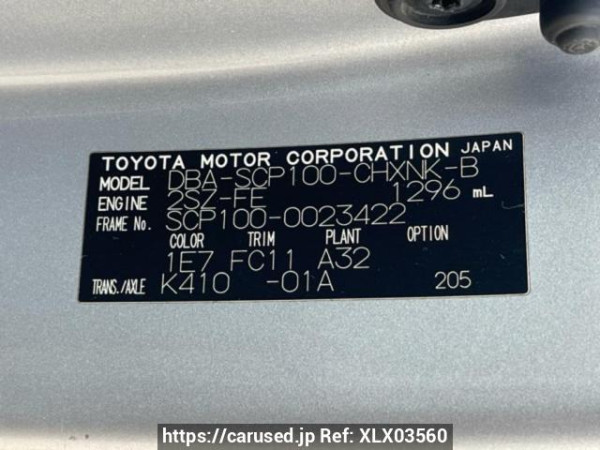 TOYOTA MOTOR CORPORATION JAPAN
MODEL DBA-SCP100-CHXNK-B
ENGINE 2SZ-FE 1296 mL
FRAME No. SCP100-0023422
COLOR TRIM PLANT OPTION
1E7 FC11 A32
TRANS./AXLE K410 -01A 205
https://carused.jp Ref: XLX03560